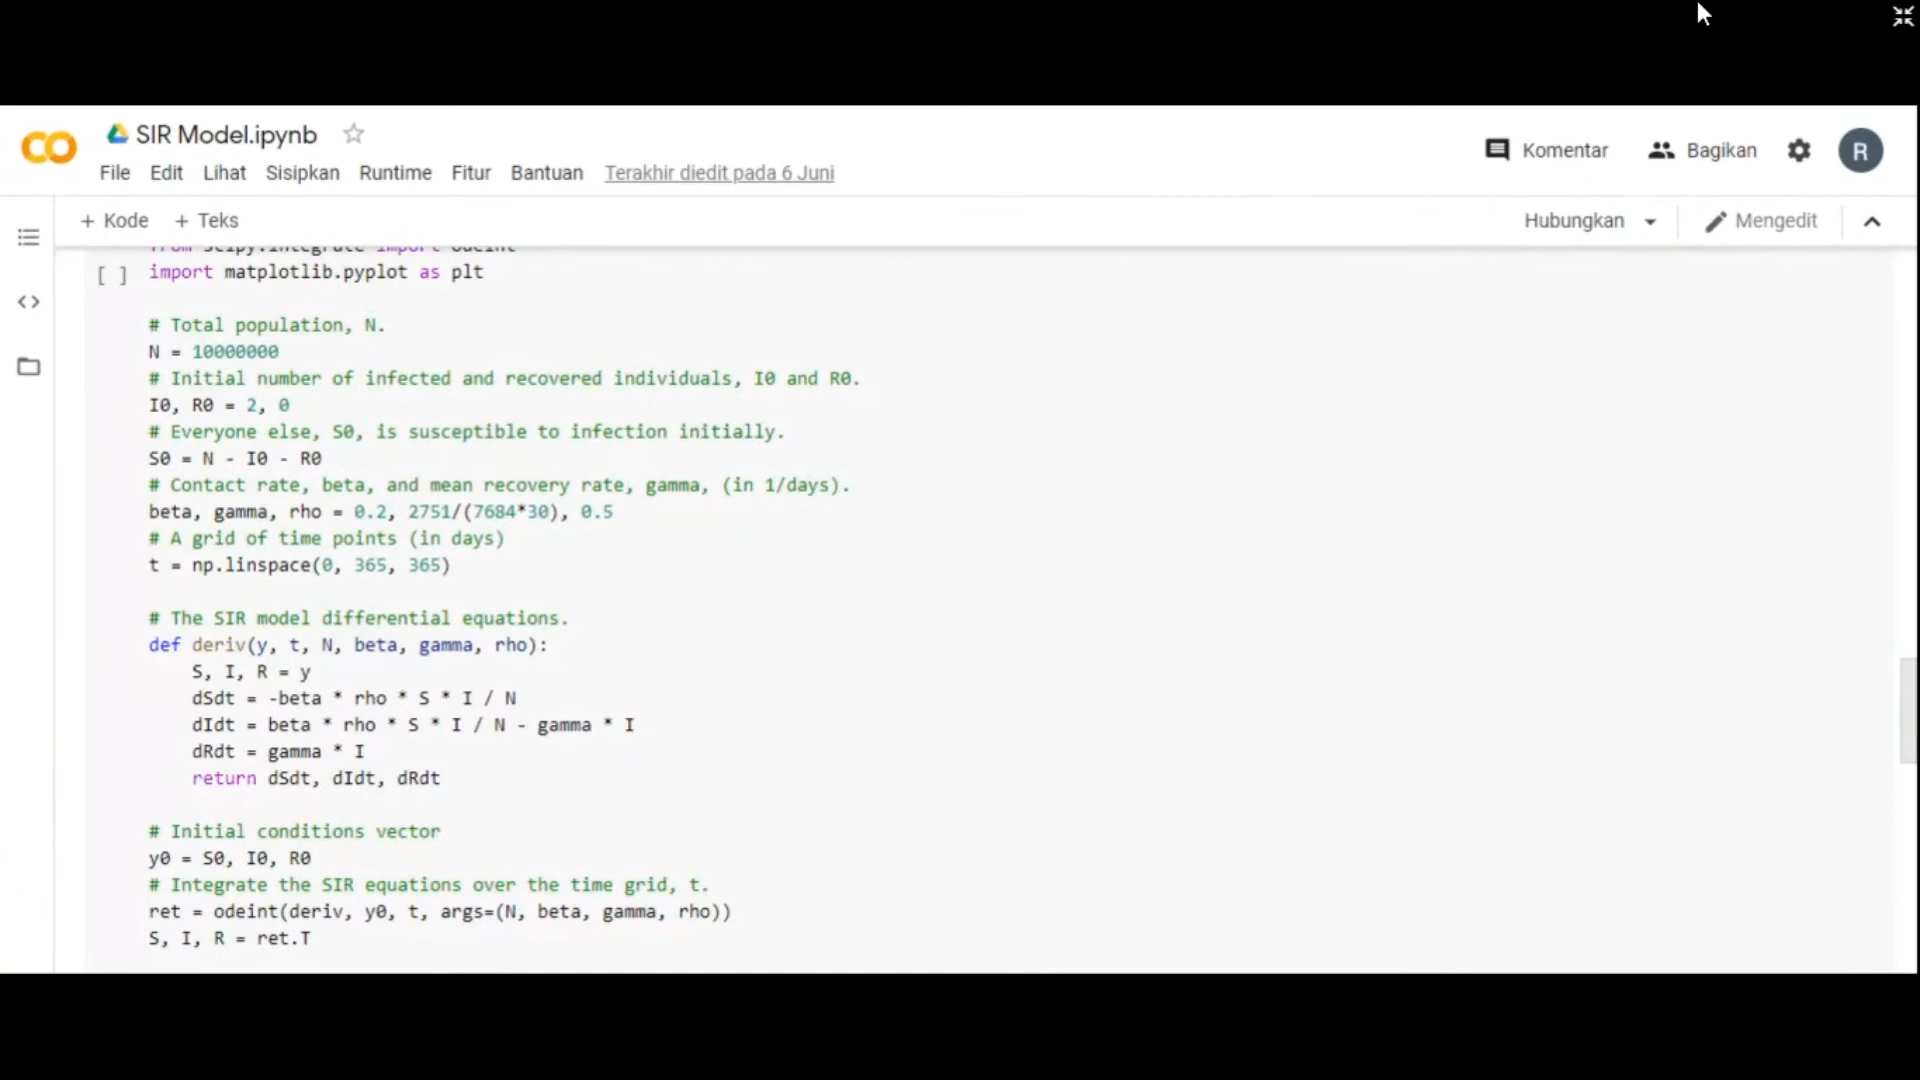 SIR Model.ipynb
File Edit Lihat Sisipkan Runtime Fitur Bantuan Terakhir diedit pada 6 Juni
Komentar Bagikan R
+ Kode + Teks
Hubungkan Mengedit
from scipy.integrate import odeint
[ ] import matplotlib.pyplot as plt
# Total population, N.
N = 10000000
# Initial number of infected and recovered individuals, I0 and R0.
I0, R0 = 2, 0
# Everyone else, S0, is susceptible to infection initially.
S0 = N - I0 - R0
# Contact rate, beta, and mean recovery rate, gamma, (in 1/days).
beta, gamma, rho = 0.2, 2751/(7684*30), 0.5
# A grid of time points (in days)
t = np.linspace(0, 365, 365)
# The SIR model differential equations.
def deriv(y, t, N, beta, gamma, rho):
    S, I, R = y
    dSdt = -beta * rho * S * I / N
    dIdt = beta * rho * S * I / N - gamma * I
    dRdt = gamma * I
    return dSdt, dIdt, dRdt
# Initial conditions vector
y0 = S0, I0, R0
# Integrate the SIR equations over the time grid, t.
ret = odeint(deriv, y0, t, args=(N, beta, gamma, rho))
S, I, R = ret.T